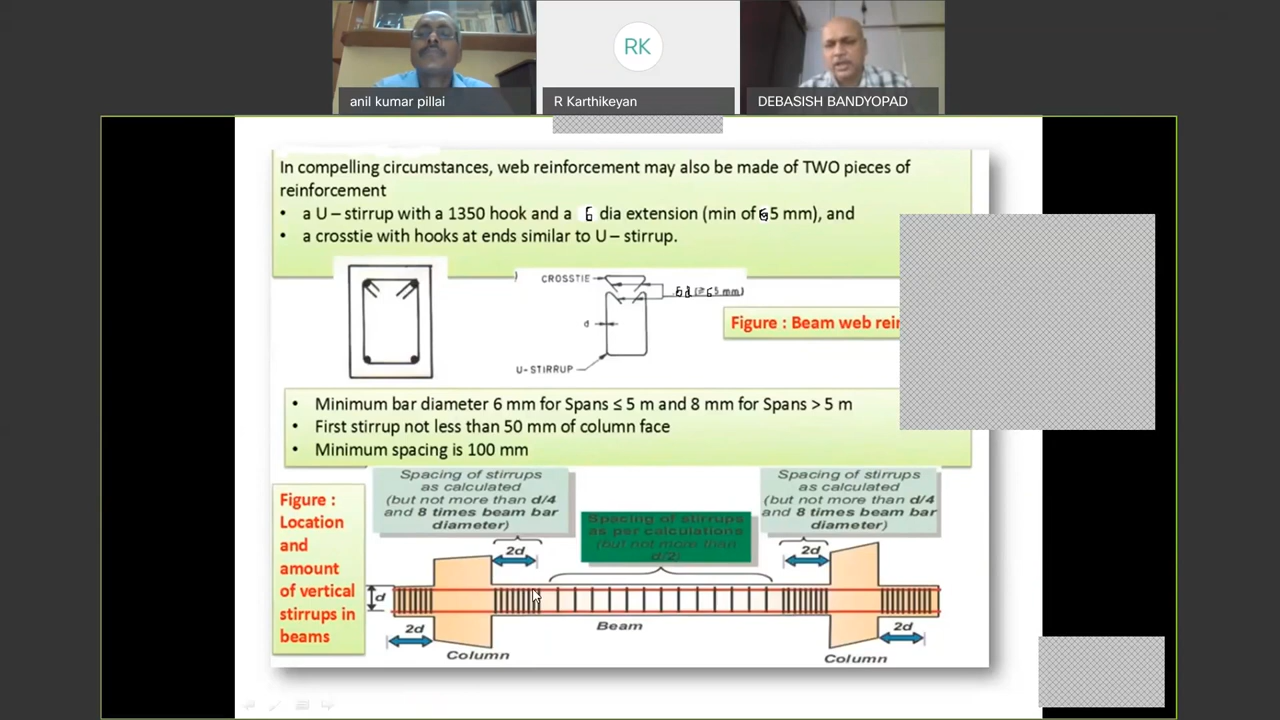 anil kumar pillai
RK
R Karthikeyan
DEBASISH BANDYOPAD
In compelling circumstances, web reinforcement may also be made of TWO pieces of
reinforcement
• a U – stirrup with a 1350 hook and a 6 dia extension (min of 65 mm), and
• a crosstie with hooks at ends similar to U – stirrup.
)
CROSSTIE
6d (≥65 mm)
d
U-STIRRUP
Figure : Beam web rei
• Minimum bar diameter 6 mm for Spans ≤ 5 m and 8 mm for Spans > 5 m
• First stirrup not less than 50 mm of column face
• Minimum spacing is 100 mm
Figure :
Location
and
amount
of vertical
stirrups in
beams
Spacing of stirrups
as calculated
(but not more than d/4
and 8 times beam bar
diameter)
Spacing of stirrups
as per calculations
(but not more than
d/2)
Spacing of stirrups
as calculated
(but not more than d/4
and 8 times beam bar
diameter)
2d
2d
d
2d
Beam
2d
Column
Column